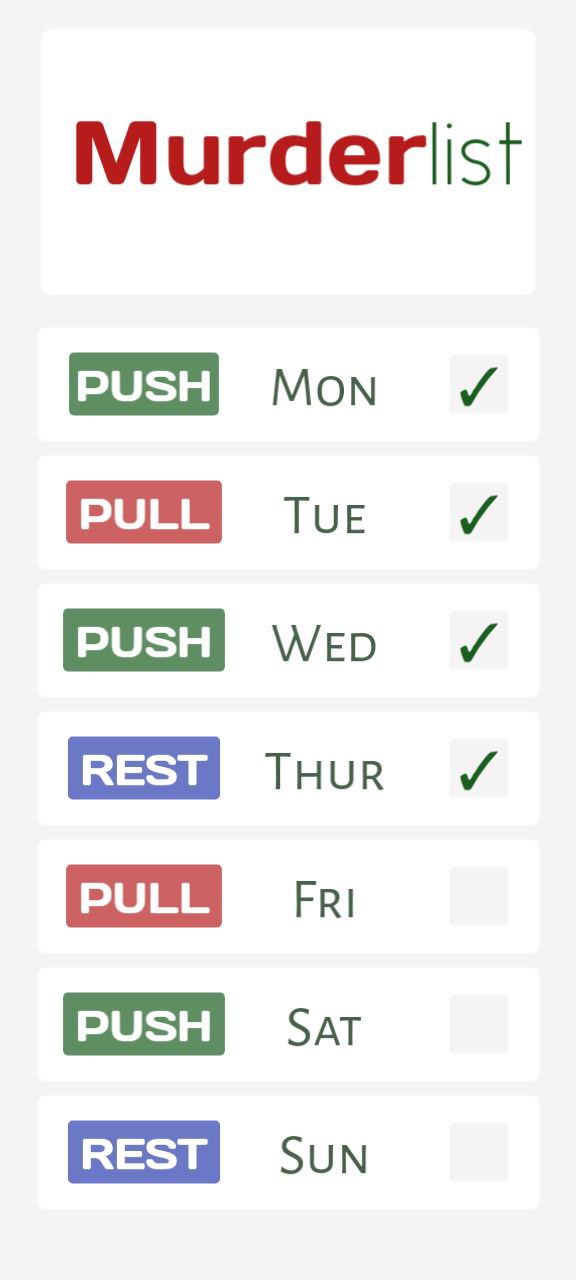 Murderlist
PUSH Mon ✓
PULL Tue ✓
PUSH Wed ✓
REST Thur ✓
PULL Fri
PUSH Sat
REST Sun